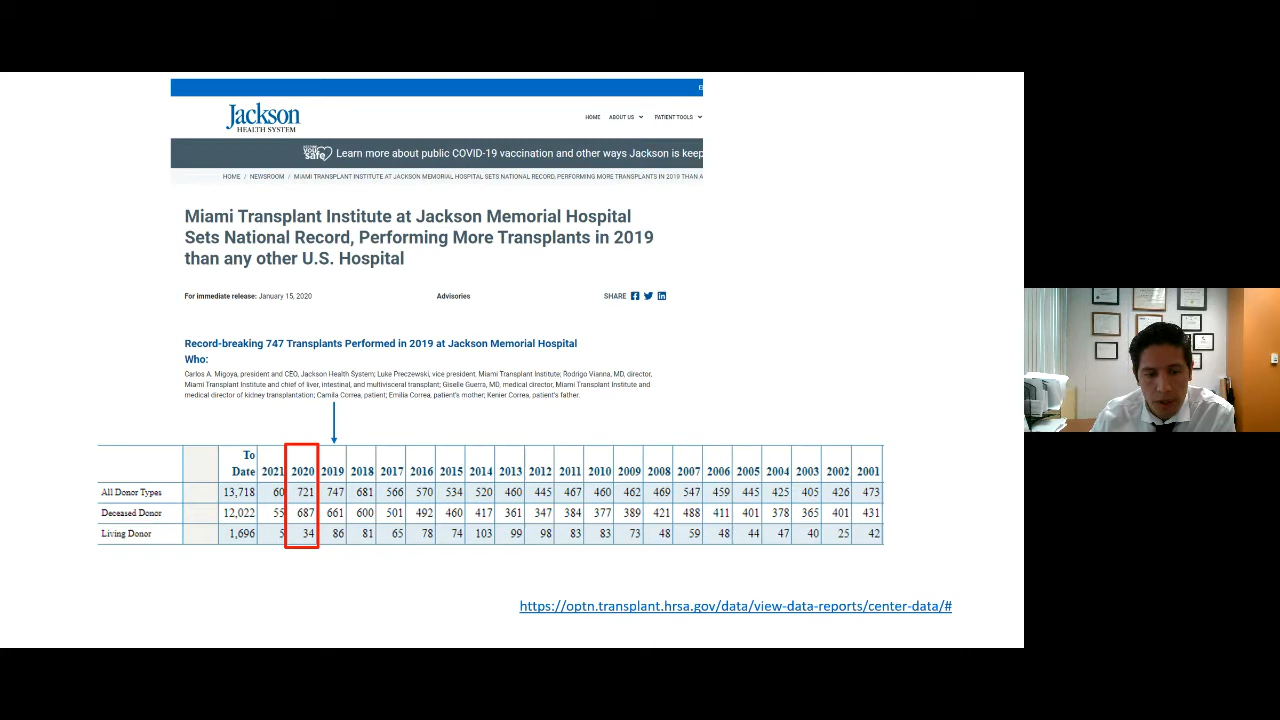 E
Jackson
HEALTH SYSTEM
HOME ABOUT US PATIENT TOOLS
Learn more about public COVID-19 vaccination and other ways Jackson is keep
HOME / NEWSROOM / MIAMI TRANSPLANT INSTITUTE AT JACKSON MEMORIAL HOSPITAL SETS NATIONAL RECORD, PERFORMING MORE TRANSPLANTS IN 2019 THAN A
Miami Transplant Institute at Jackson Memorial Hospital
Sets National Record, Performing More Transplants in 2019
than any other U.S. Hospital
For immediate release: January 15, 2020 Advisories SHARE
Record-breaking 747 Transplants Performed in 2019 at Jackson Memorial Hospital
Who:
Carlos A. Migoya, president and CEO, Jackson Health System; Luke Preczewski, vice president, Miami Transplant Institute; Rodrigo Vianna, MD, director,
Miami Transplant Institute and chief of liver, intestinal, and multivisceral transplant; Giselle Guerra, MD, medical director, Miami Transplant Institute and
medical director of kidney transplantation; Camila Correa, patient; Emilia Correa, patient's mother; Kenier Correa, patient's father.
To
Date 2021 2020 2019 2018 2017 2016 2015 2014 2013 2012 2011 2010 2009 2008 2007 2006 2005 2004 2003 2002 2001
All Donor Types 13,718 60 721 747 681 566 570 534 520 460 445 467 460 462 469 547 459 445 425 405 426 473
Deceased Donor 12,022 55 687 661 600 501 492 460 417 361 347 384 377 389 421 488 411 401 378 365 401 431
Living Donor 1,696 5 34 86 81 65 78 74 103 99 98 83 83 73 48 59 48 44 47 40 25 42
https://optn.transplant.hrsa.gov/data/view-data-reports/center-data/#